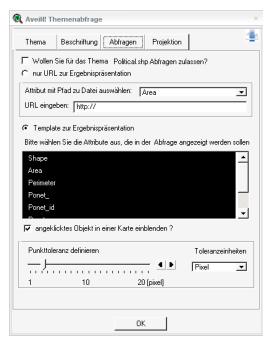 Aveill! Themenabfrage
Thema Beschriftung Abfragen Projektion
Wollen Sie für das Thema Political.shp Abfragen zulassen?
nur URL zur Ergebnispräsentation
Attribut mit Pfad zu Datei auswählen: Area
URL eingeben: http://
Template zur Ergebnispräsentation
Bitte wählen Sie die Attribute aus, die in der Abfrage angezeigt werden sollen
Shape
Area
Perimeter
Ponet_
Ponet_id
angeklicktes Objekt in einer Karte einblenden ?
Punkttoleranz definieren Toleranzeinheiten
Pixel
1 10 20 [pixel]
OK